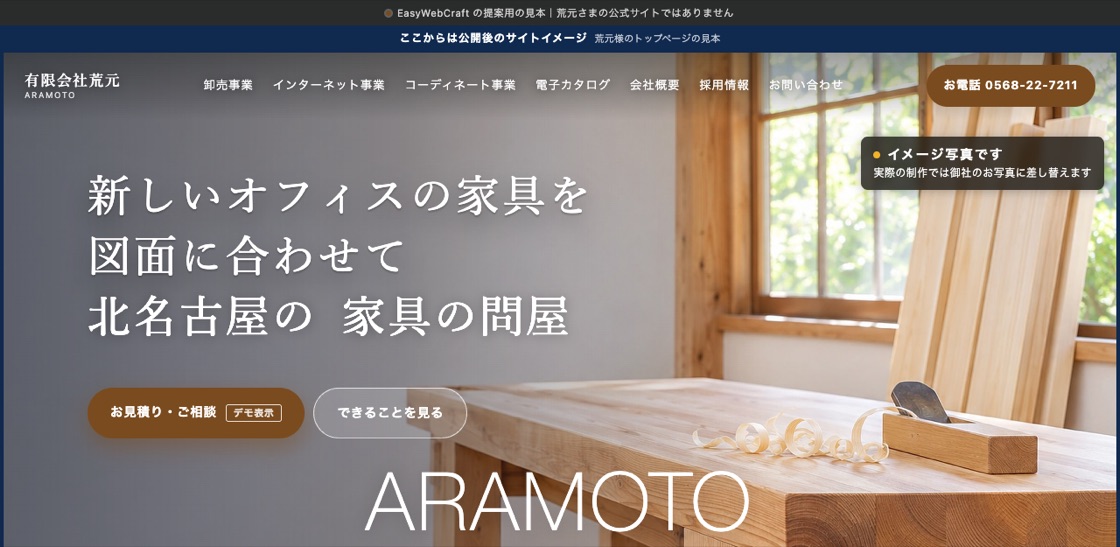 EasyWebCraft の提案用の見本｜荒元さまの公式サイトではありません
ここからは公開後のサイトイメージ 荒元様のトップページの見本
有限会社荒元
ARAMOTO
卸売事業 インターネット事業 コーディネート事業 電子カタログ 会社概要 採用情報 お問い合わせ
お電話 0568-22-7211
イメージ写真です
実際の制作では御社のお写真に差し替えます
新しいオフィスの家具を
図面に合わせて
北名古屋の 家具の問屋
お見積り・ご相談 デモ表示
できることを見る
ARAMOTO